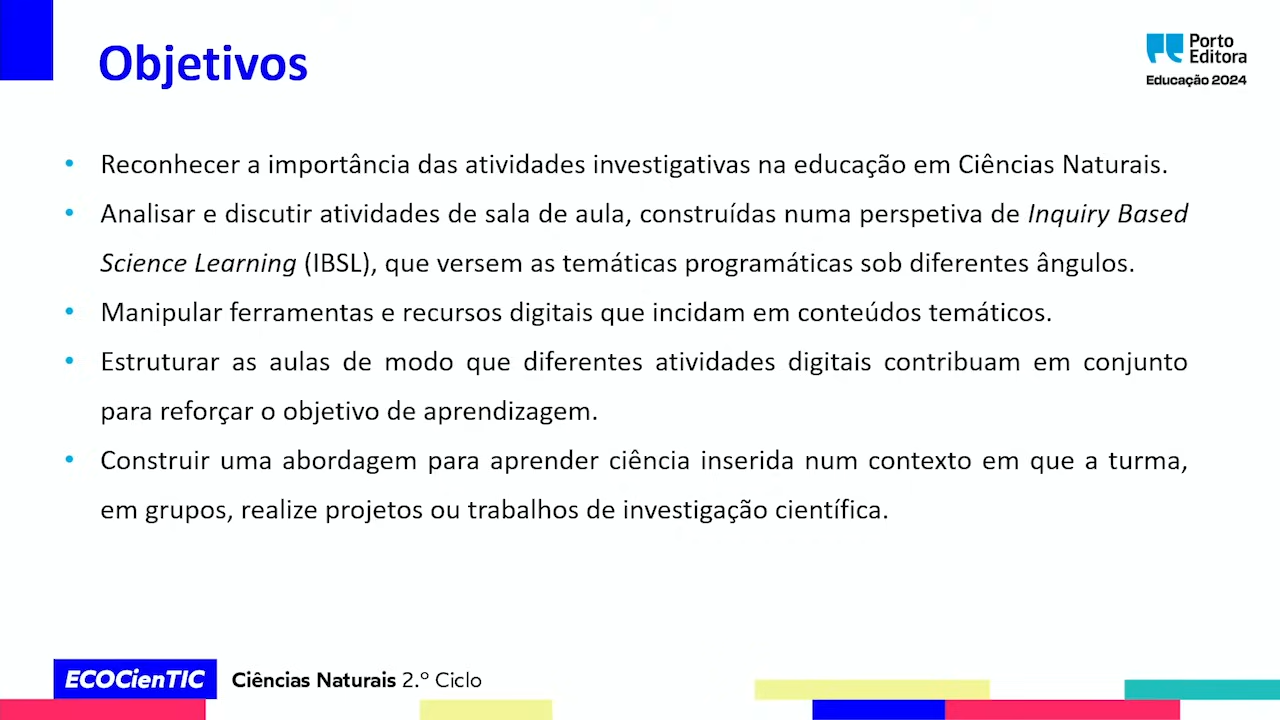 Objetivos
Porto
Editora
Educação 2024
• Reconhecer a importância das atividades investigativas na educação em Ciências Naturais.
• Analisar e discutir atividades de sala de aula, construídas numa perspetiva de Inquiry Based
Science Learning (IBSL), que versem as temáticas programáticas sob diferentes ângulos.
• Manipular ferramentas e recursos digitais que incidam em conteúdos temáticos.
• Estruturar as aulas de modo que diferentes atividades digitais contribuam em conjunto
para reforçar o objetivo de aprendizagem.
• Construir uma abordagem para aprender ciência inserida num contexto em que a turma,
em grupos, realize projetos ou trabalhos de investigação científica.
ECOCienTIC Ciências Naturais 2.º Ciclo